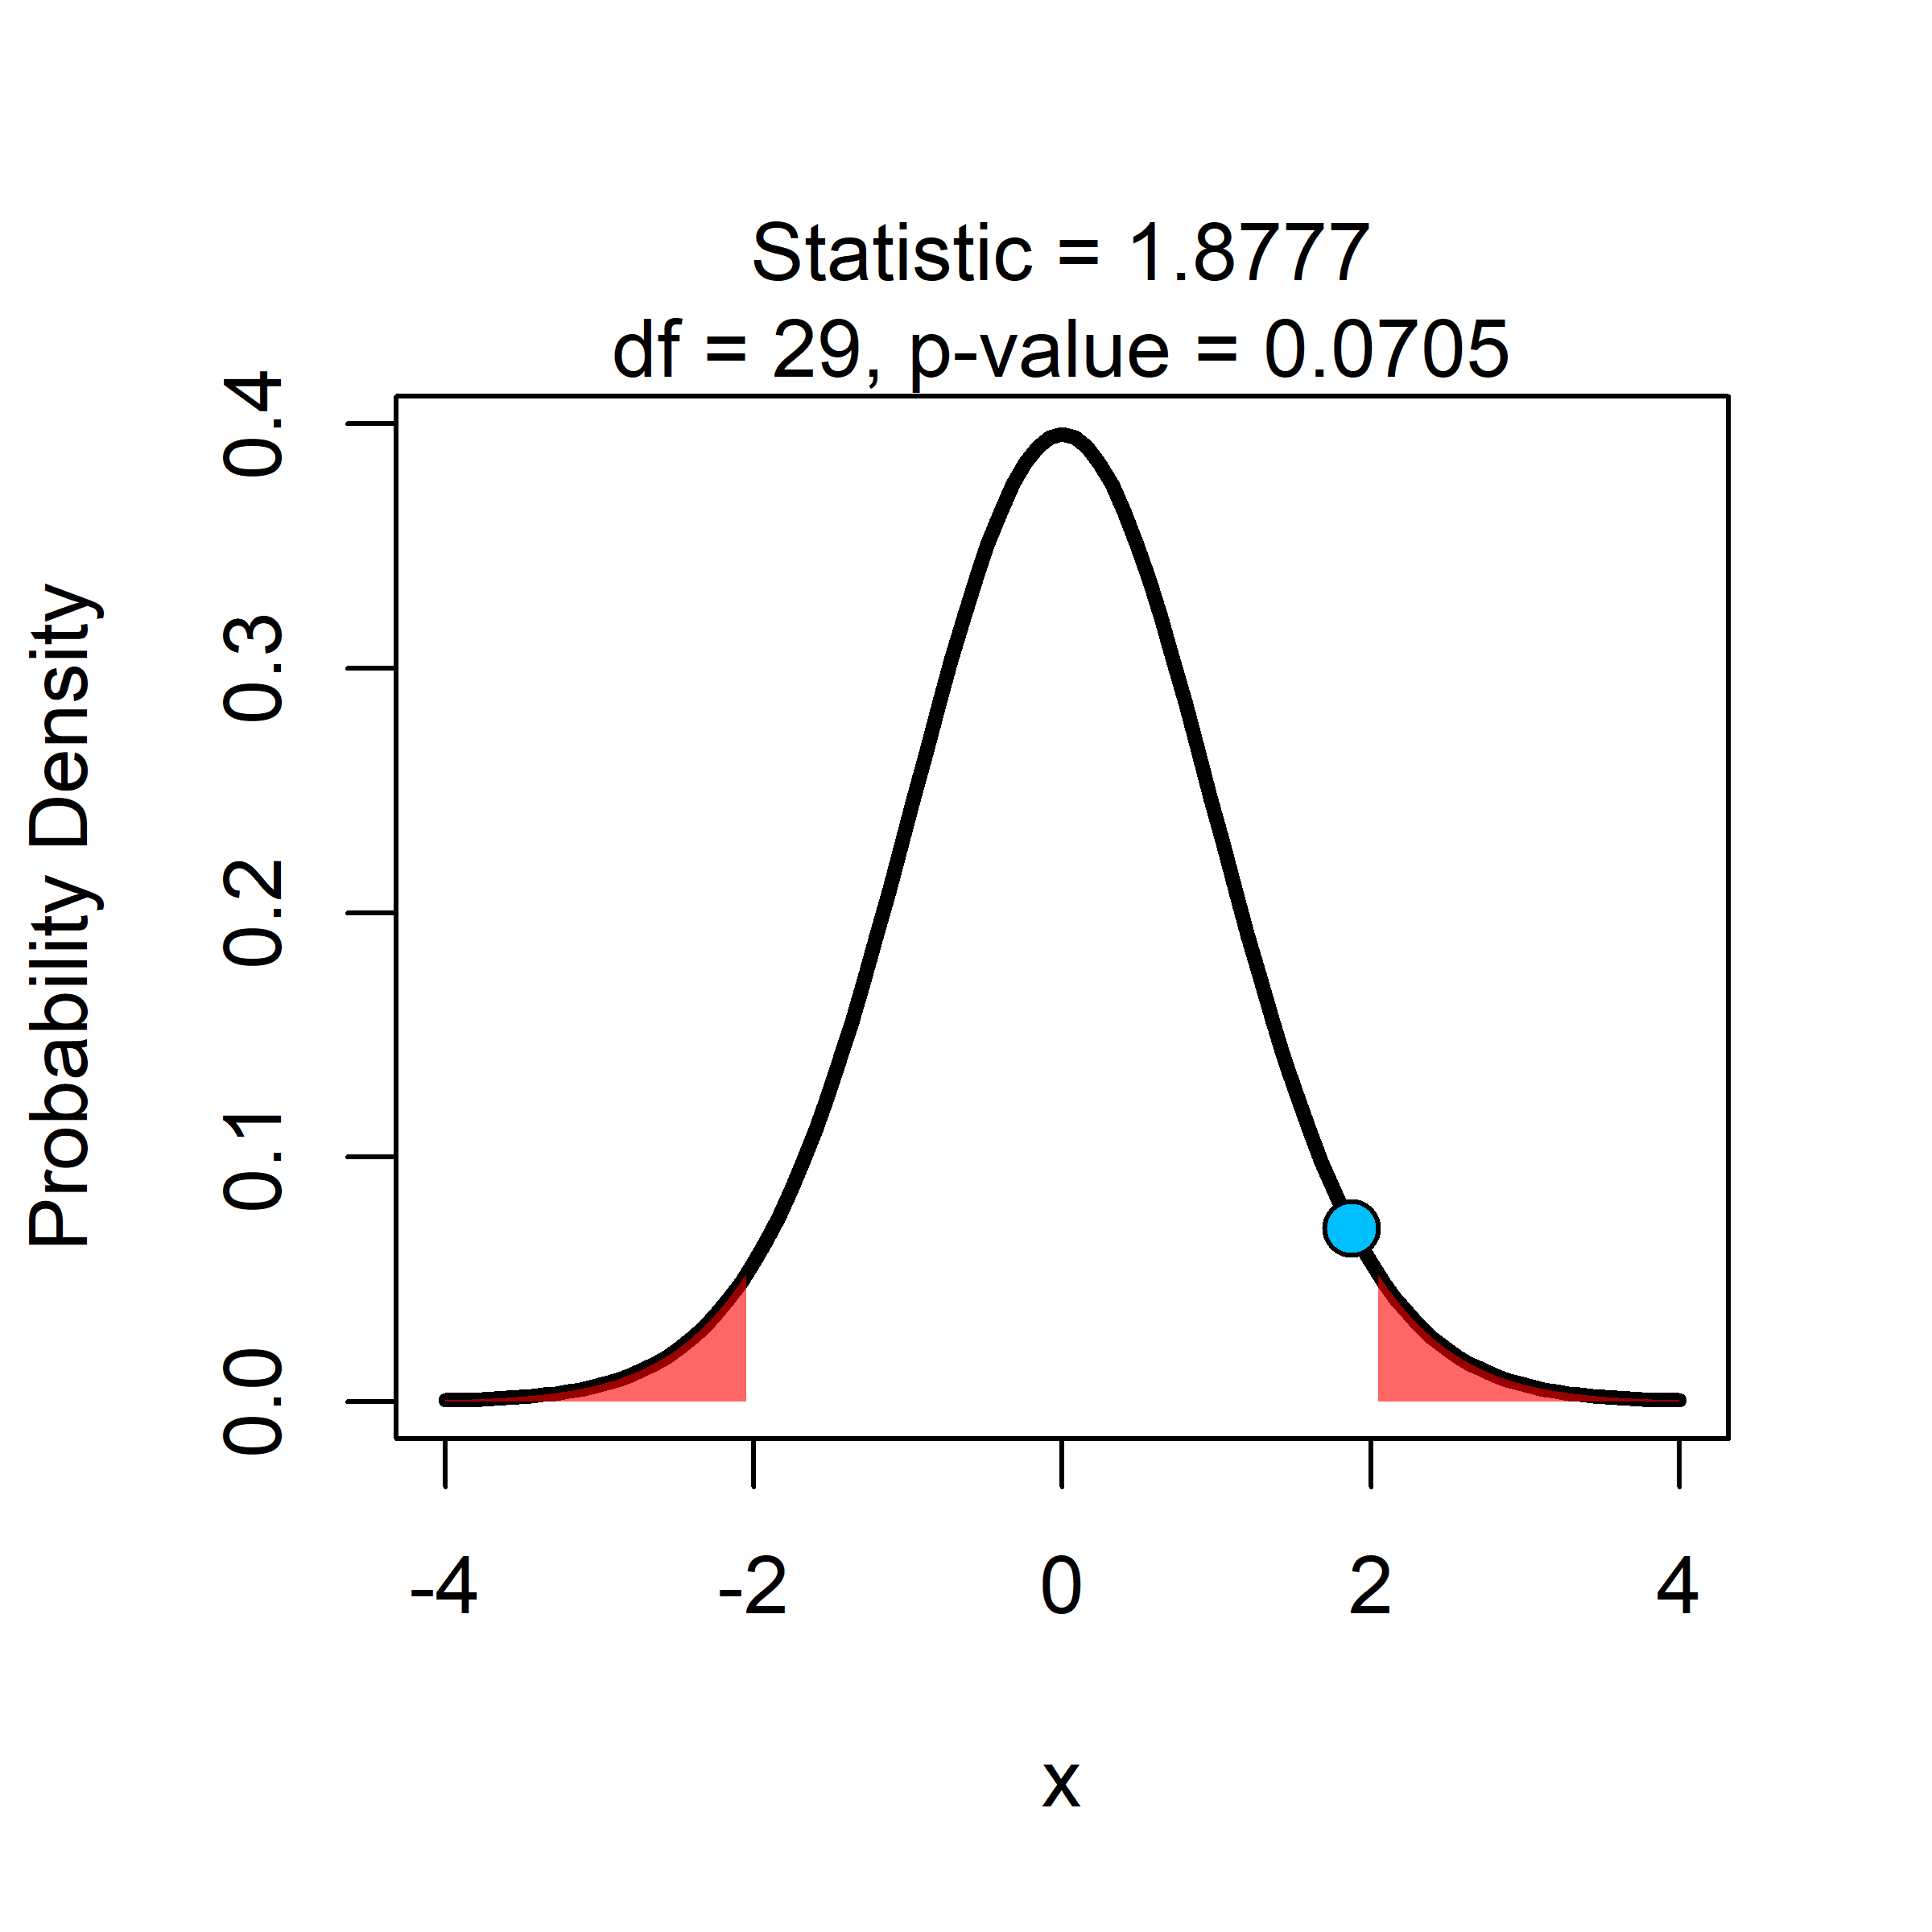 Statistic = 1.8777
df = 29, p-value = 0.0705
Probability Density
0.4
0.3
0.2
0.1
0.0
-4 -2 0 2 4
x